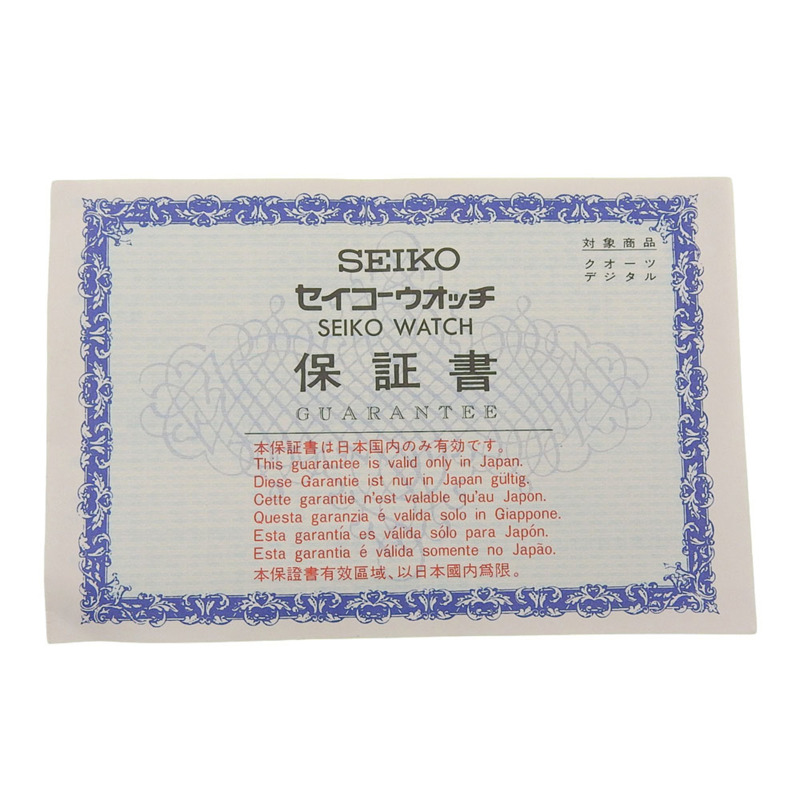 SEIKO
セイコーウオッチ
SEIKO WATCH
保証書
GUARANTEE
対象商品
クオーツ
デジタル
本保証書は日本国内のみ有効です。
This guarantee is valid only in Japan.
Diese Garantie ist nur in Japan gültig.
Cette garantie n'est valable qu'au Japon.
Questa garanzia é valida solo in Giappone.
Esta garantía es válida sólo para Japón.
Esta garantia é válida somente no Japão.
本保證書有效區域、以日本國內爲限。